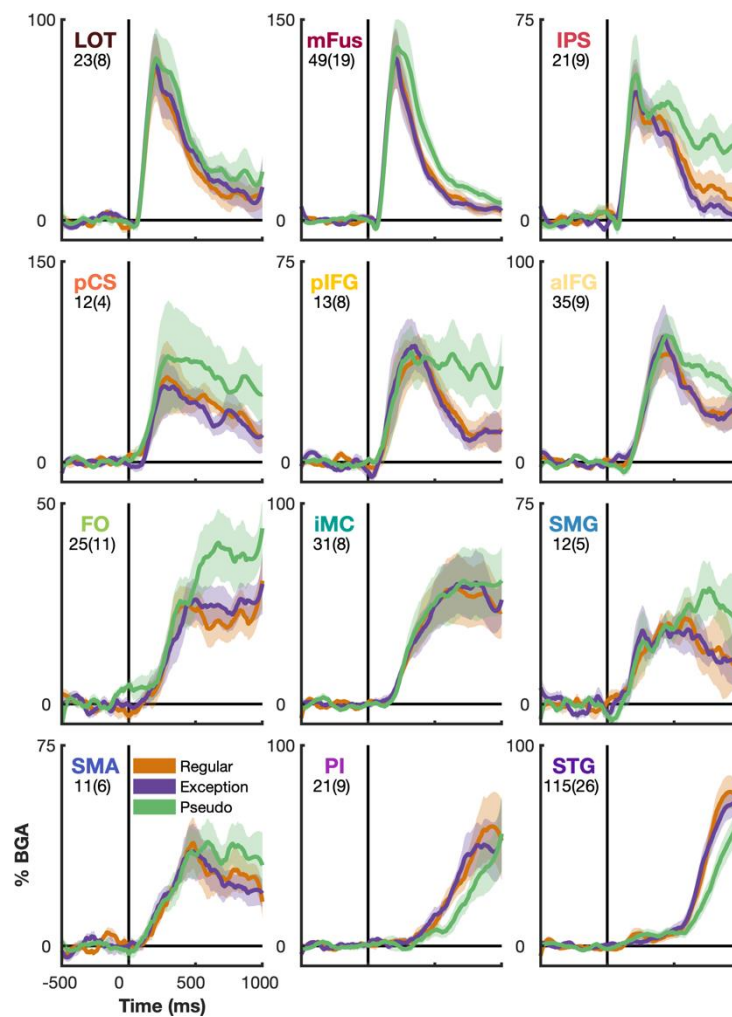 100
LOT
23(8)
0
150
mFus
49(19)
0
75
IPS
21(9)
0
150
pCS
12(4)
0
75
pIFG
13(8)
0
100
aIFG
35(9)
0
50
FO
25(11)
0
100
iMC
31(8)
0
75
SMG
12(5)
0
75
SMA
11(6)
Regular
Exception
Pseudo
% BGA
0
-500 0 500 1000
Time (ms)
100
PI
21(9)
0
100
STG
115(26)
0